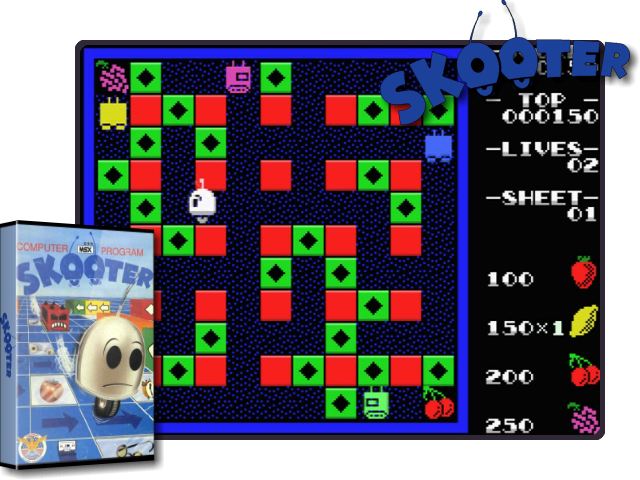 SKOOTER
- TOP -
000150
-LIVES-
02
-SHEET-
01
100
150×1
200
250
COMPUTER MSX PROGRAM
SKOOTER
SKOOTER